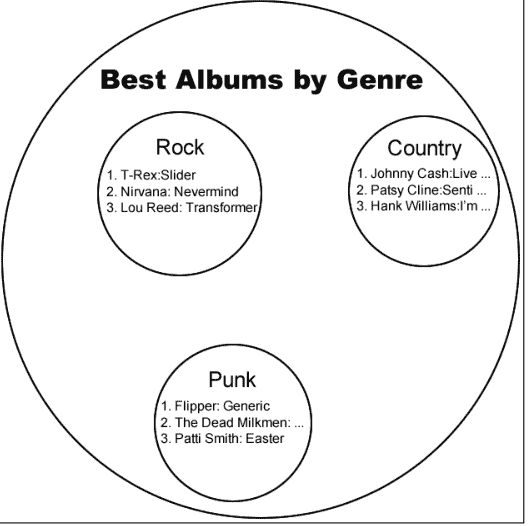 Best Albums by Genre
Rock
1. T-Rex:Slider
2. Nirvana: Nevermind
3. Lou Reed: Transformer
Country
1. Johnny Cash:Live ...
2. Patsy Cline:Senti ...
3. Hank Williams:I'm ...
Punk
1. Flipper: Generic
2. The Dead Milkmen: ...
3. Patti Smith: Easter